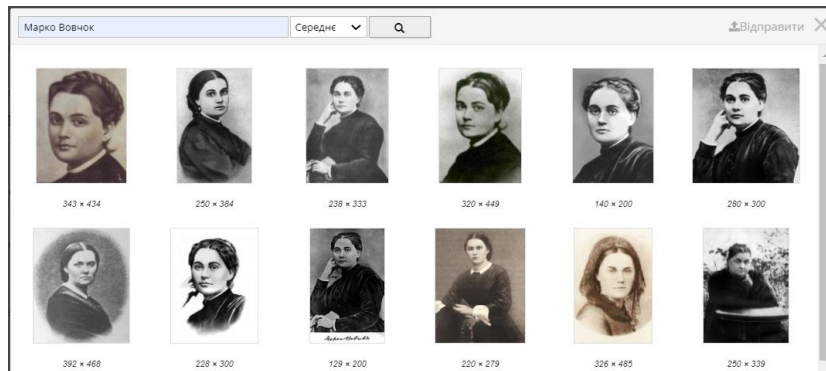 Марко Вовчок Середнє Відправити
343 × 434 250 × 384 238 × 333 320 × 449 140 × 200 280 × 300
392 × 468 228 × 300 129 × 200 220 × 279 326 × 485 250 × 339